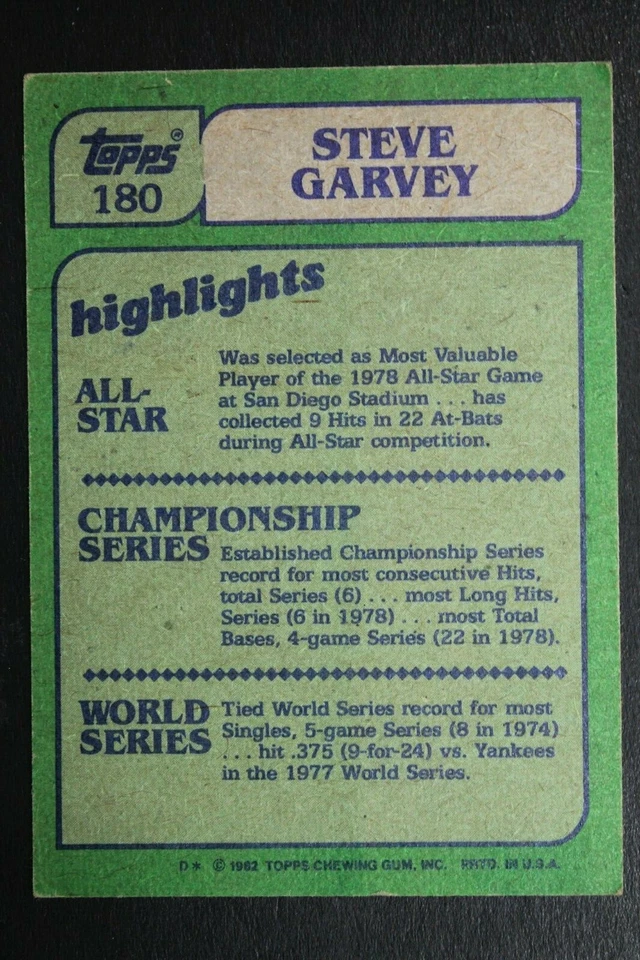 topps®
180
STEVE
GARVEY
highlights
ALL-
STAR
Was selected as Most Valuable
Player of the 1978 All-Star Game
at San Diego Stadium . . . has
collected 9 Hits in 22 At-Bats
during All-Star competition.
CHAMPIONSHIP
SERIES
Established Championship Series
record for most consecutive Hits,
total Series (6) . . . most Long Hits,
Series (6 in 1978) . . . most Total
Bases, 4-game Series (22 in 1978).
WORLD
SERIES
Tied World Series record for most
Singles, 5-game Series (8 in 1974)
. . . hit .375 (9-for-24) vs. Yankees
in the 1977 World Series.
D* © 1982 TOPPS CHEWING GUM, INC. PRTD. IN U.S.A.